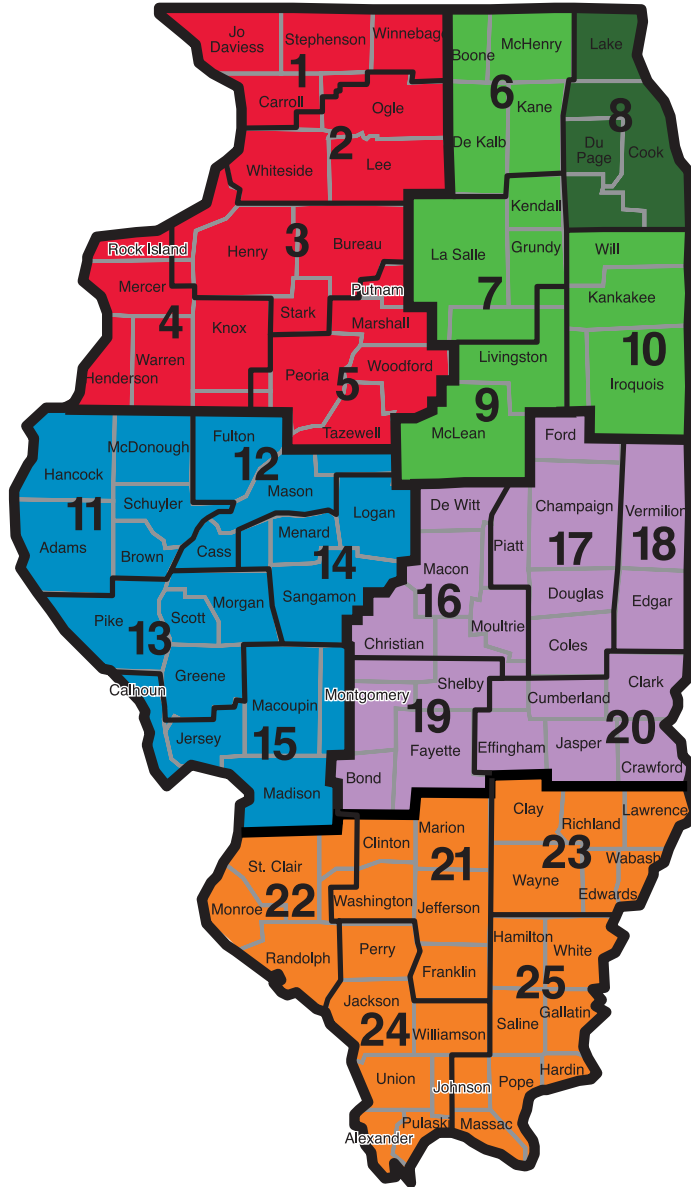 Jo
Daviess
Stephenson
Winnebag
1
Carroll
Ogle
2
Whiteside
Lee
Boone
McHenry
Lake
6
Kane
8
De Kalb
Du
Page
Cook
Kendall
Grundy
La Salle
7
Will
Kankakee
10
Iroquois
Livingston
9
McLean
Henry
3
Bureau
Rock Island
Putnam
Mercer
4
Stark
Marshall
Knox
Warren
Henderson
Peoria
5
Woodford
Tazewell
McDonough
Fulton
12
Hancock
Mason
Schuyler
11
Logan
Menard
Adams
Brown
Cass
14
Sangamon
Morgan
Scott
Pike
13
Greene
Calhoun
Macoupin
Jersey
15
Madison
Ford
De Witt
Champaign
Vermilion
17
18
Piatt
Macon
16
Douglas
Edgar
Moultrie
Christian
Coles
Shelby
Montgomery
19
Fayette
Bond
Clark
Cumberland
20
Effingham
Jasper
Crawford
Clay
Lawrence
Richland
23
Wabash
Wayne
Edwards
Marion
Clinton
21
St. Clair
22
Washington
Jefferson
Monroe
Randolph
Perry
Franklin
Hamilton
White
25
Jackson
24
Williamson
Saline
Gallatin
Union
Johnson
Pope
Hardin
Pulaski
Massac
Alexander